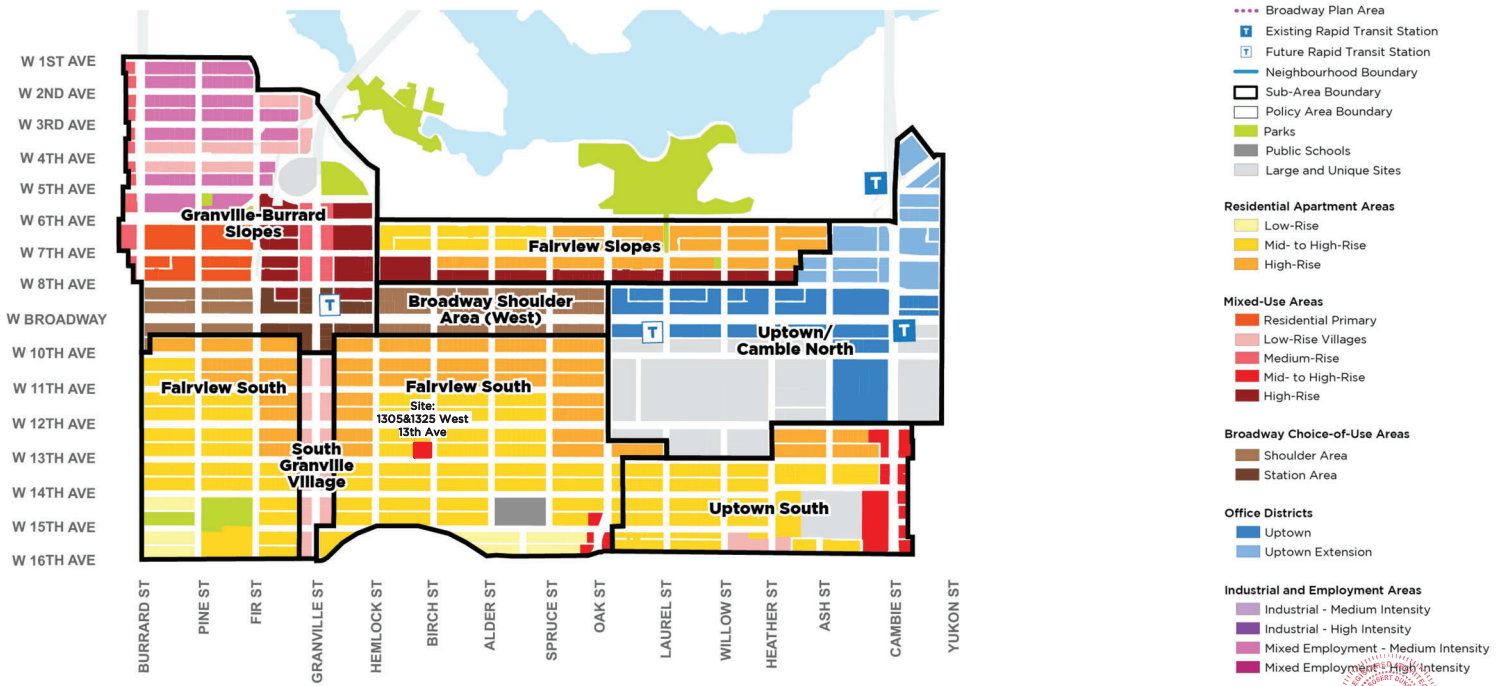 W 1ST AVE
W 2ND AVE
W 3RD AVE
W 4TH AVE
W 5TH AVE
W 6TH AVE
W 7TH AVE
W 8TH AVE
W BROADWAY
W 10TH AVE
W 11TH AVE
W 12TH AVE
W 13TH AVE
W 14TH AVE
W 15TH AVE
W 16TH AVE
T
Granville-Burrard
Slopes
Fairview Slopes
T
Broadway Shoulder
Area (West)
T
T
Uptown/
Cambie North
Fairview South
Fairview South
Site:
1305&1325 West
13th Ave
South
Granville
Village
Uptown South
BURRARD ST
PINE ST
FIR ST
GRANVILLE ST
HEMLOCK ST
BIRCH ST
ALDER ST
SPRUCE ST
OAK ST
LAUREL ST
WILLOW ST
HEATHER ST
ASH ST
CAMBIE ST
YUKON ST
Broadway Plan Area
T Existing Rapid Transit Station
T Future Rapid Transit Station
Neighbourhood Boundary
Sub-Area Boundary
Policy Area Boundary
Parks
Public Schools
Large and Unique Sites
Residential Apartment Areas
Low-Rise
Mid- to High-Rise
High-Rise
Mixed-Use Areas
Residential Primary
Low-Rise Villages
Medium-Rise
Mid- to High-Rise
High-Rise
Broadway Choice-of-Use Areas
Shoulder Area
Station Area
Office Districts
Uptown
Uptown Extension
Industrial and Employment Areas
Industrial - Medium Intensity
Industrial - High Intensity
Mixed Employment - Medium Intensity
Mixed Employment - High Intensity